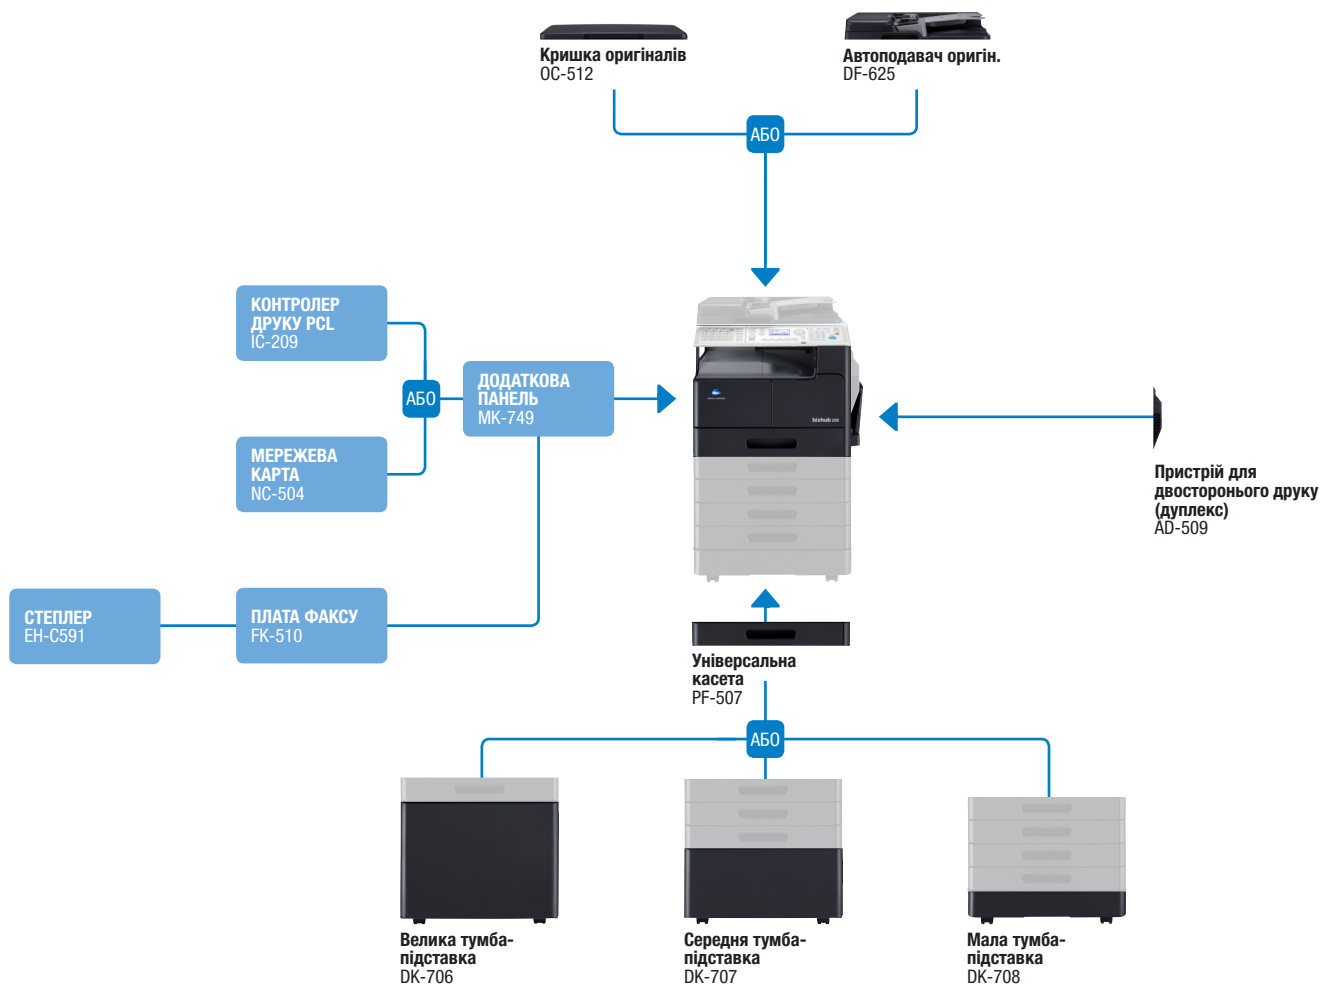 Кришка оригіналів
OC-512
Автоподавач оригін.
DF-625
АБО
КОНТРОЛЕР
ДРУКУ PCL
IC-209
АБО
ДОДАТКОВА
ПАНЕЛЬ
MK-749
МЕРЕЖЕВА
КАРТА
NC-504
bizhub
Пристрій для
двостороннього друку
(дуплекс)
AD-509
СТЕПЛЕР
EH-C591
ПЛАТА ФАКСУ
FK-510
Універсальна
касета
PF-507
АБО
Велика тумба-
підставка
DK-706
Середня тумба-
підставка
DK-707
Мала тумба-
підставка
DK-708